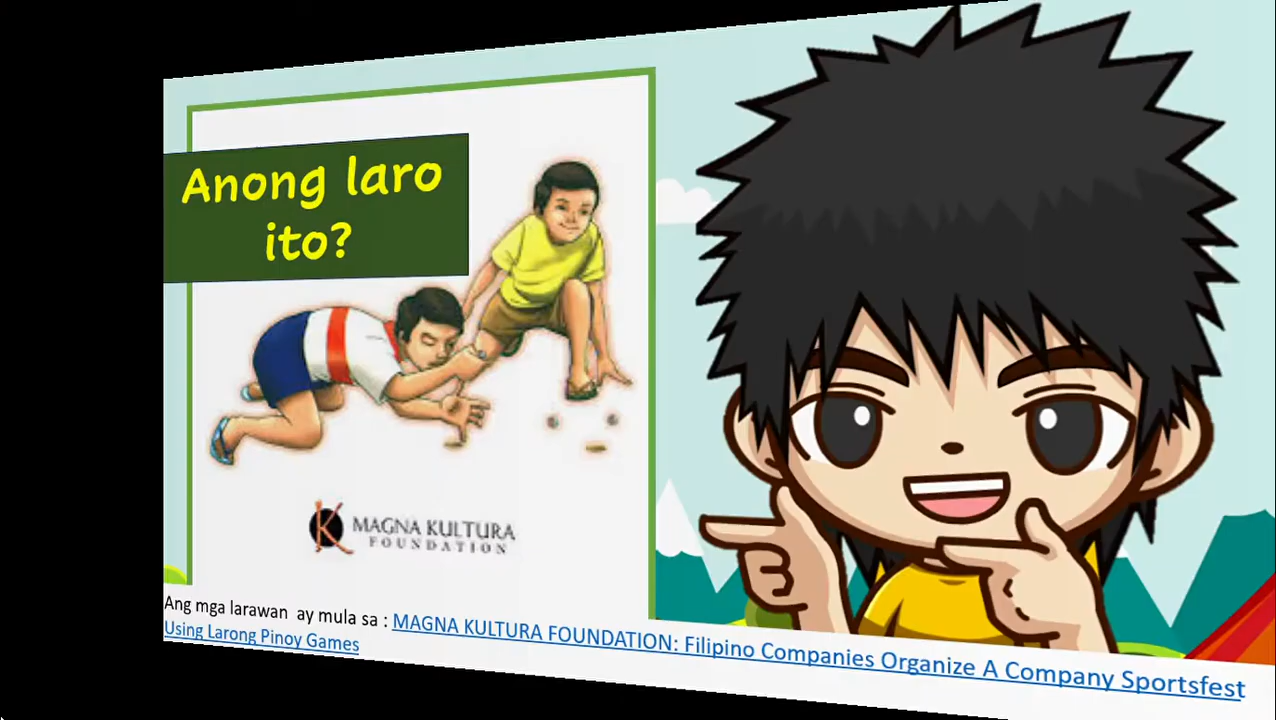 Anong laro
ito?
MAGNA KULTURA
FOUNDATION
Ang mga larawan ay mula sa : MAGNA KULTURA FOUNDATION: Filipino Companies Organize A Company Sportsfest
Using Larong Pinoy Games